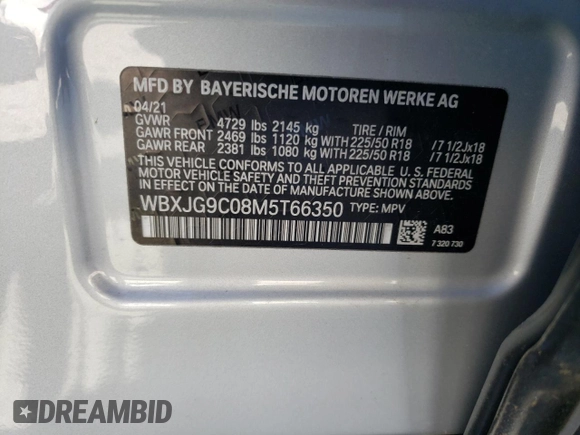 MFD BY BAYERISCHE MOTOREN WERKE AG
04/21
GVWR 4729 lbs 2145 kg TIRE / RIM
GAWR FRONT 2469 lbs 1120 kg WITH 225/50 R18 /7 1/2Jx18
GAWR REAR 2381 lbs 1080 kg WITH 225/50 R18 /7 1/2Jx18
THIS VEHICLE CONFORMS TO ALL APPLICABLE U. S. FEDERAL
MOTOR VEHICLE SAFETY AND THEFT PREVENTION STANDARDS
IN EFFECT ON THE DATE OF MANUFACTURE SHOWN ABOVE.
WBXJG9C08M5T66350 TYPE: MPV
A83
7 320 730
DREAMBID